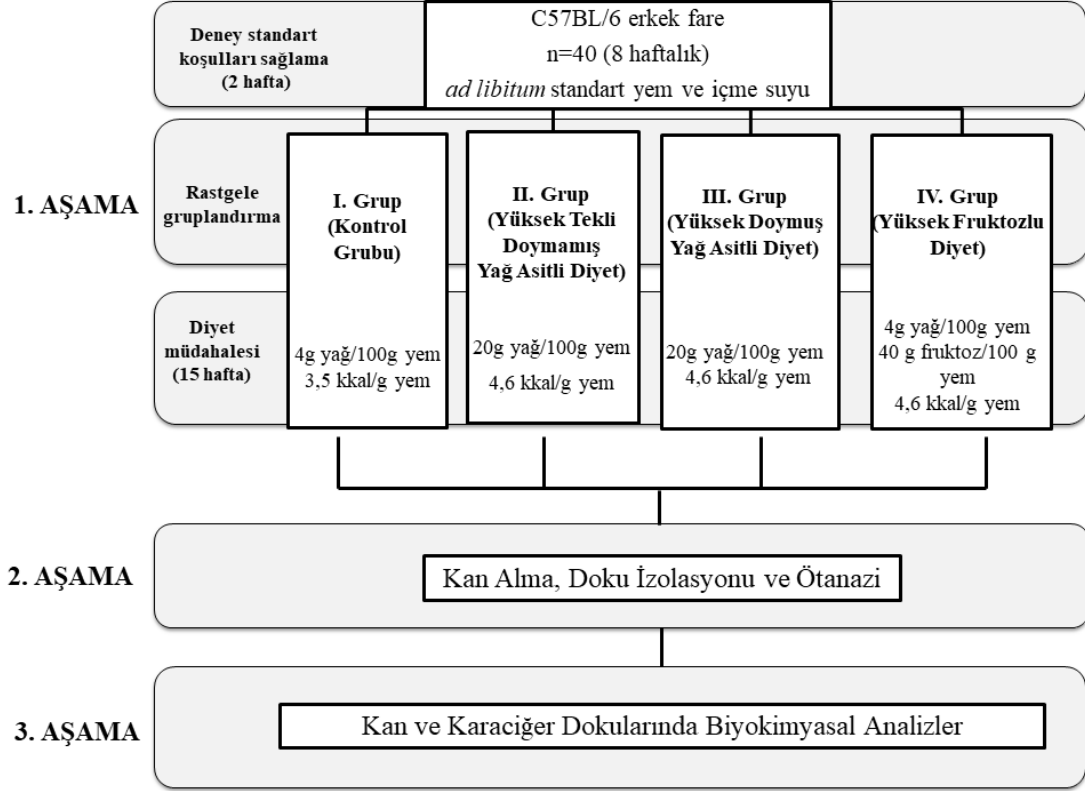 Deney standart
koşulları sağlama
(2 hafta)
C57BL/6 erkek fare
n=40 (8 haftalık)
ad libitum standart yem ve içme suyu
1. AŞAMA
Rastgele
gruplandırma
I. Grup
(Kontrol
Grubu)
II. Grup
(Yüksek Tekli
Doymamış
Yağ Asitli Diyet)
III. Grup
(Yüksek Doymuş
Yağ Asitli Diyet)
IV. Grup
(Yüksek Fruktozlu
Diyet)
Diyet
müdahalesi
(15 hafta)
4g yağ/100g yem
3,5 kkal/g yem
20g yağ/100g yem
4,6 kkal/g yem
20g yağ/100g yem
4,6 kkal/g yem
4g yağ/100g yem
40 g fruktoz/100 g
yem
4,6 kkal/g yem
2. AŞAMA
Kan Alma, Doku İzolasyonu ve Ötanazi
3. AŞAMA
Kan ve Karaciğer Dokularında Biyokimyasal Analizler